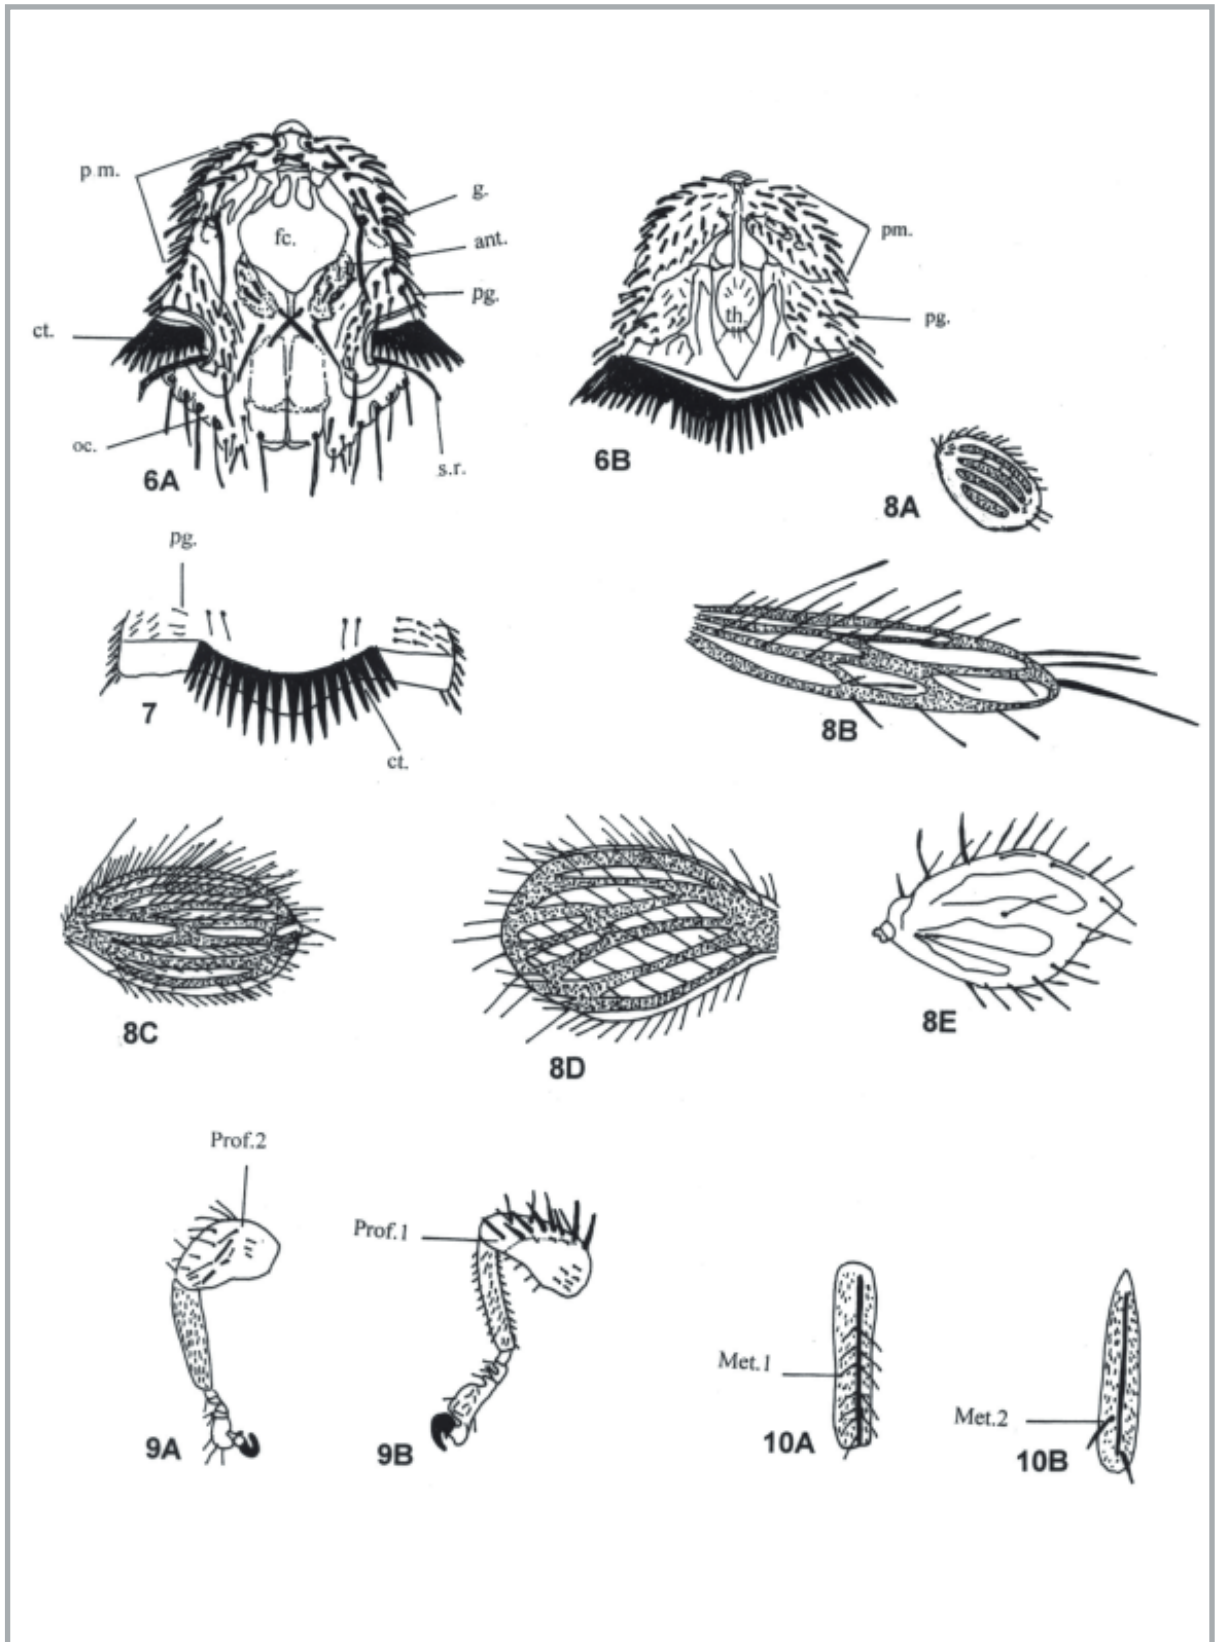 p.m.
g.
fc.
ant.
pg.
ct.
oc.
s.r.
6A
pm.
th.
pg.
6B
8A
pg.
7
ct.
8B
8C
8D
8E
Prof.2
9A
Prof.1
9B
Met.1
10A
Met.2
10B